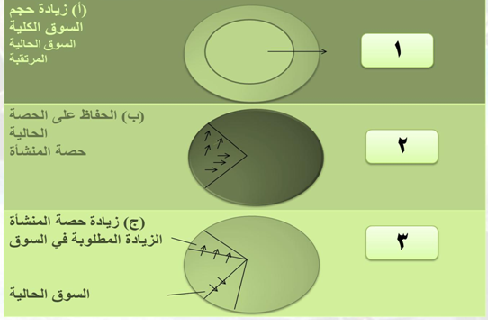 (أ) زيادة حجم
السوق الكلية
السوق الحالية
المرتقبة
١
(ب) الحفاظ على الحصة
الحالية
حصة المنشأة
٢
(ج) زيادة حصة المنشأة
الزيادة المطلوبة في السوق
السوق الحالية
٣